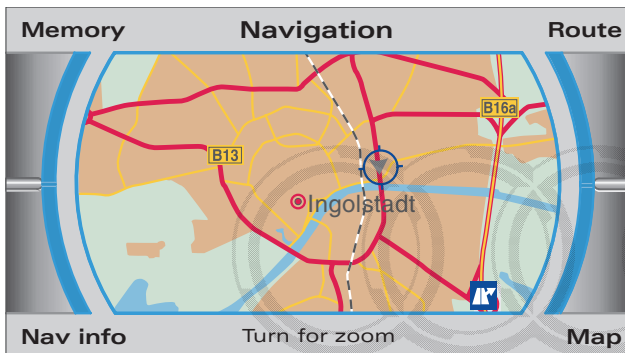 Memory
Navigation
Route
B16a
B13
Ingolstadt
Nav info
Turn for zoom
Map